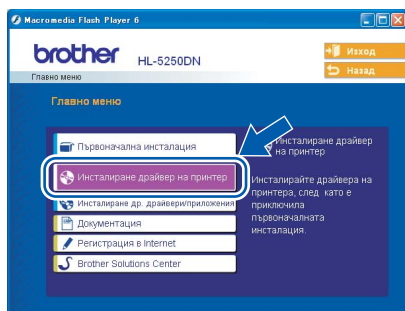 Macromedia Flash Player 6
brother
HL-5250DN
Изход
Назад
Главно меню
Главно меню
Първоначална инсталация
Инсталиране драйвер на принтер
Инсталиране др. драйвери/приложения
Документация
Регистрация в Internet
Brother Solutions Center
Инсталиране драйвер
на принтер
Инсталирайте драйвера на
принтера, след като е
приключила
първоначалната
инсталация.